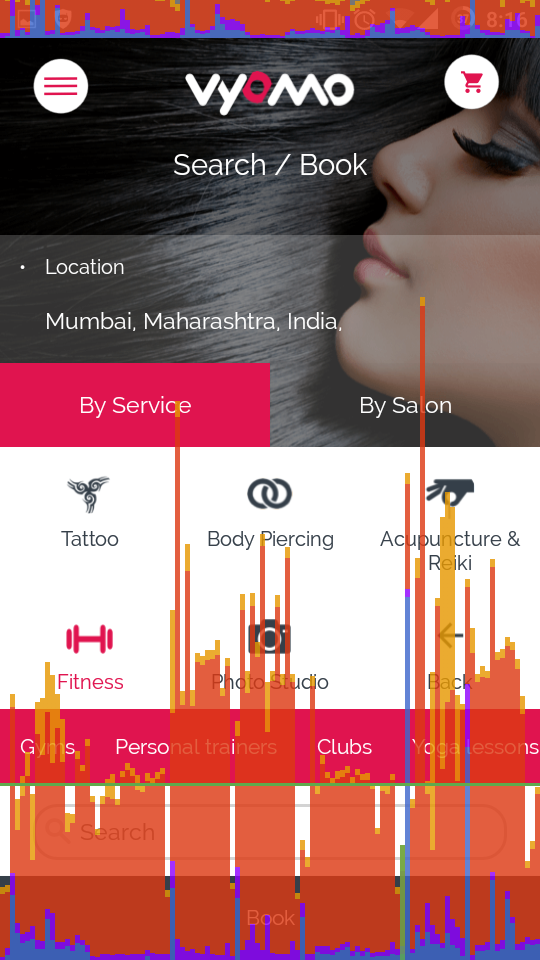 8:16
vyomo
Search / Book
• Location
Mumbai, Maharashtra, India,
By Service
By Salon
Tattoo
Body Piercing
Acupuncture &
Reiki
Fitness
Photo Studio
Back
Gyms
Personal trainers
Clubs
Yoga lessons
Search
Book